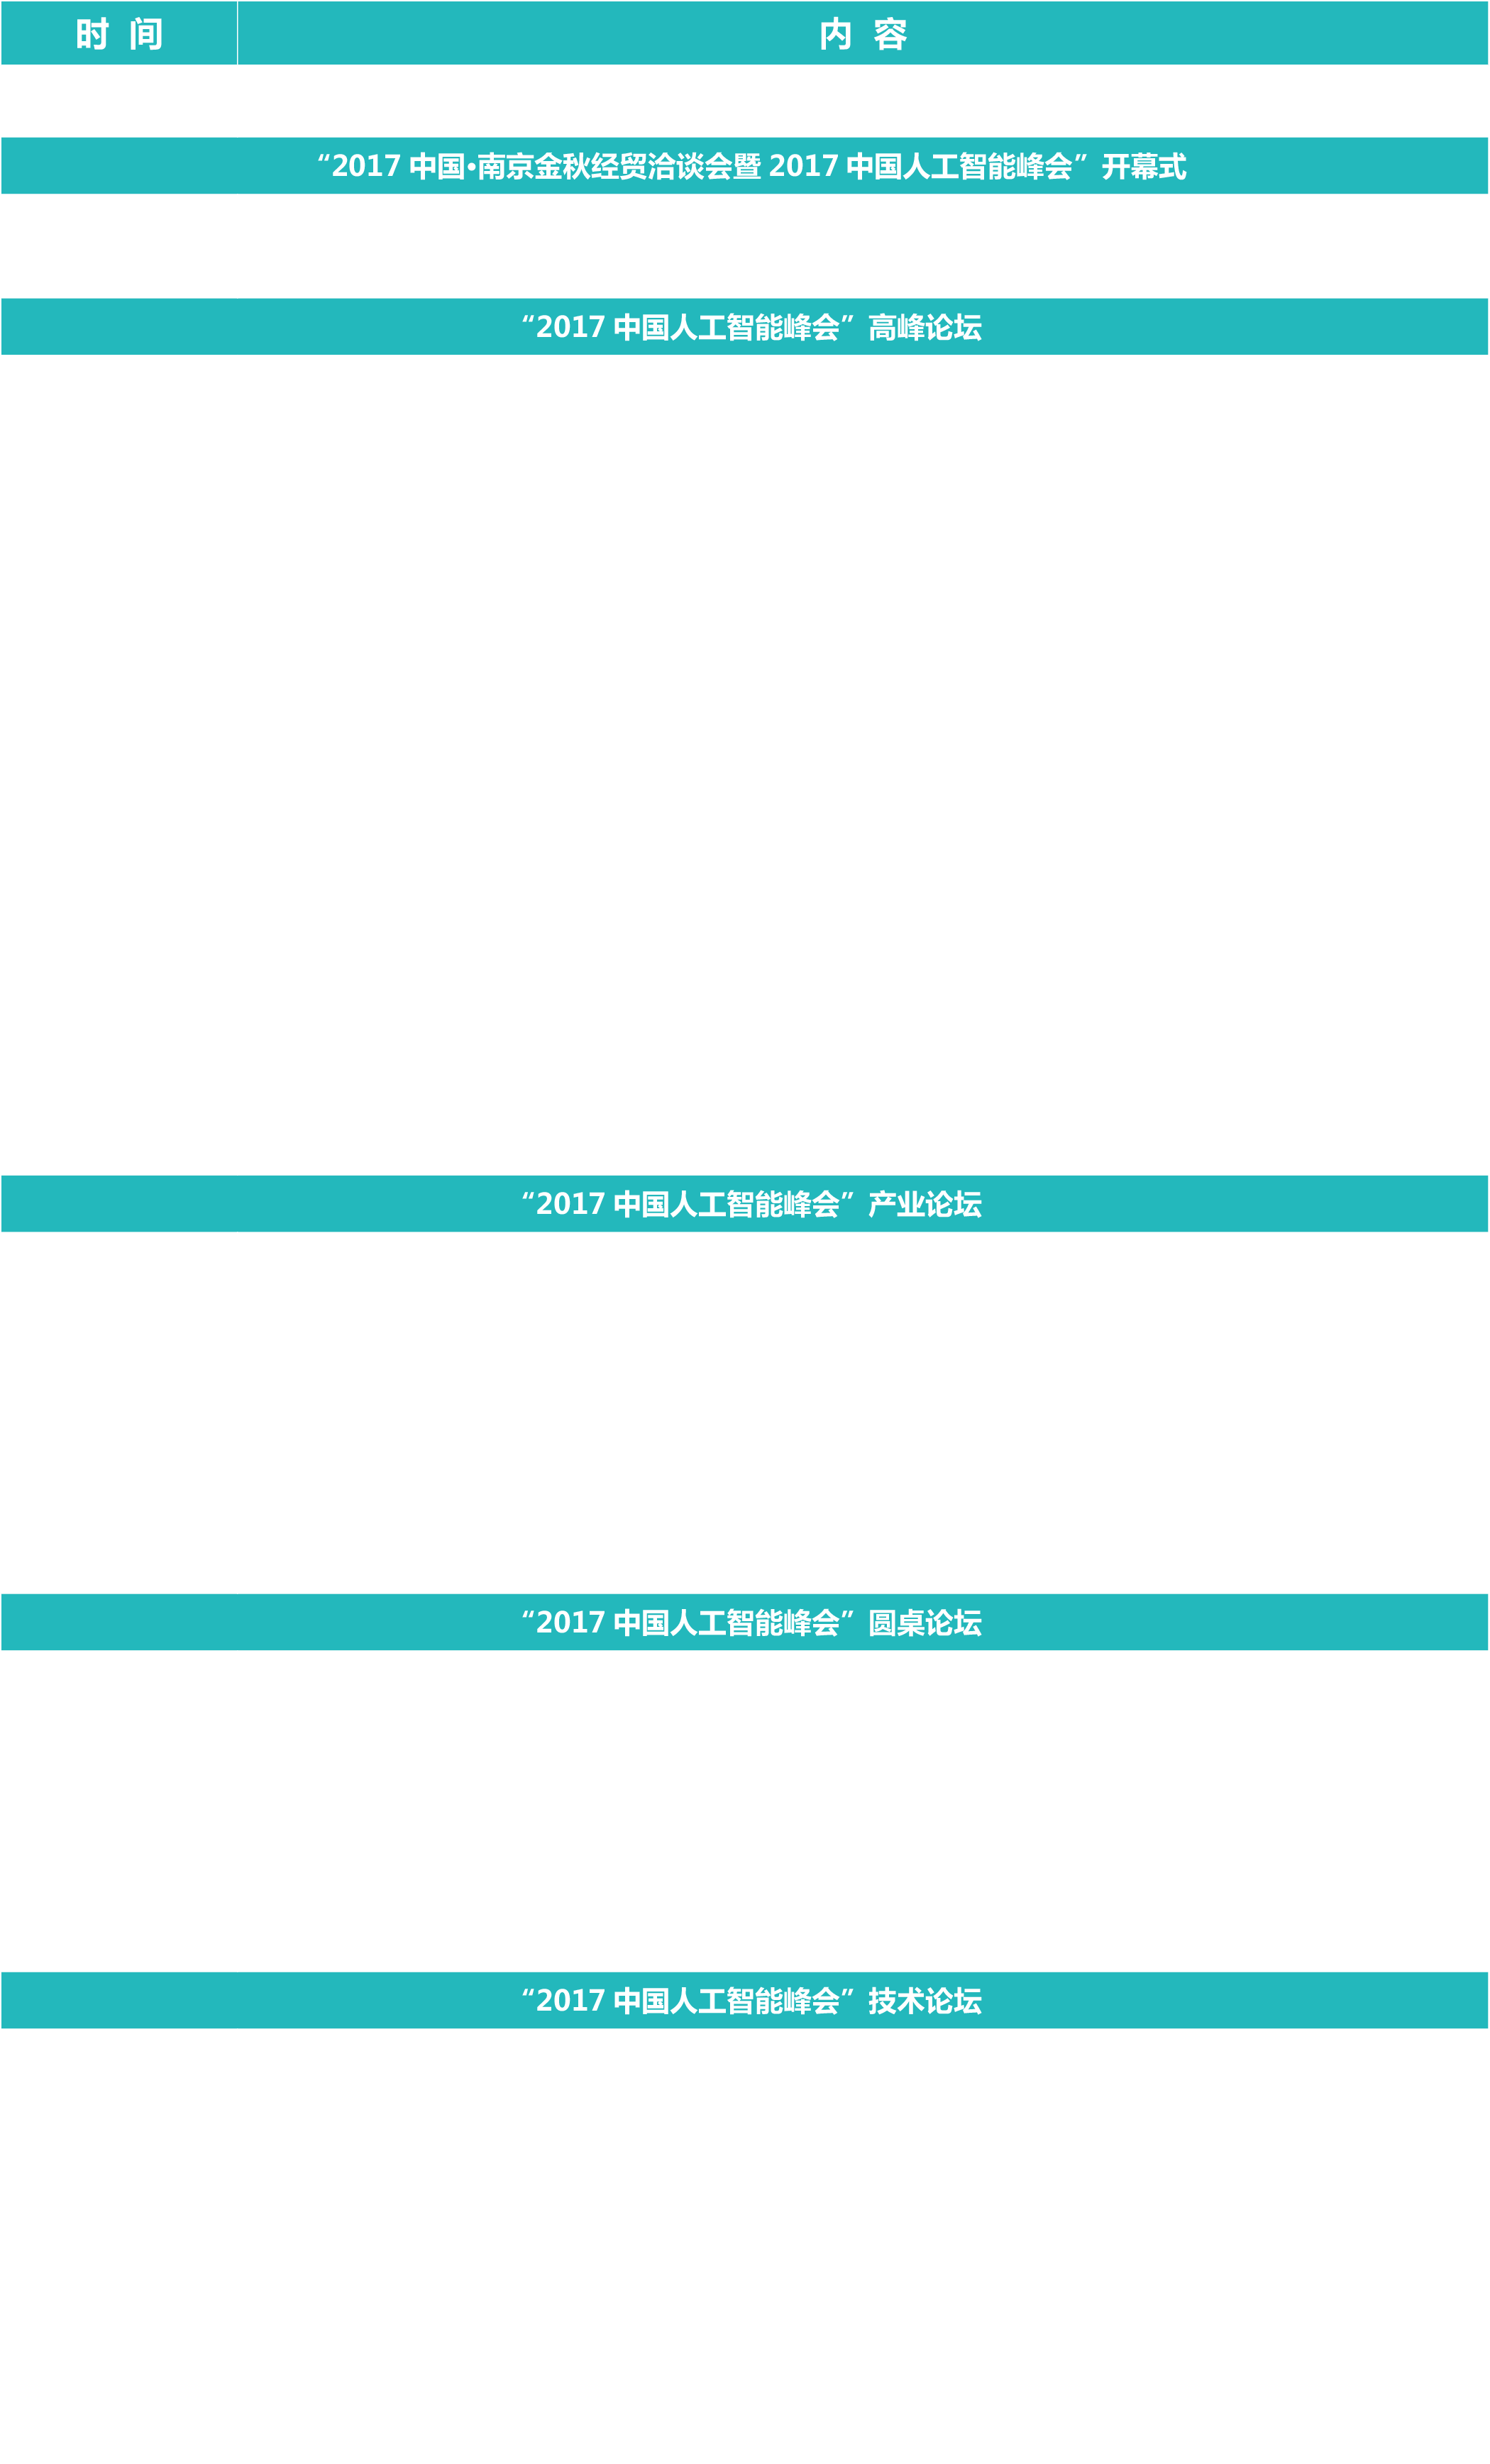 时 间 内 容
“2017 中国·南京金秋经贸洽谈会暨 2017 中国人工智能峰会” 开幕式
“2017 中国人工智能峰会” 高峰论坛
“2017 中国人工智能峰会” 产业论坛
“2017 中国人工智能峰会” 圆桌论坛
“2017 中国人工智能峰会” 技术论坛